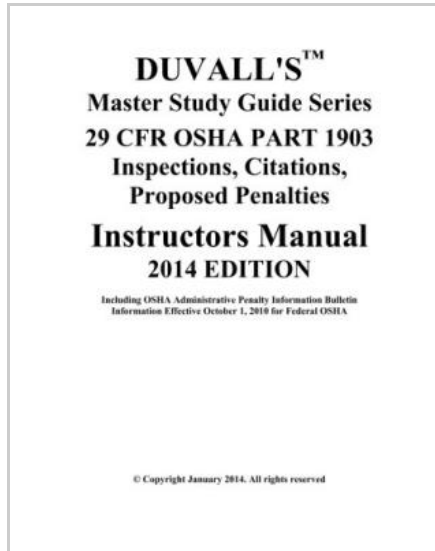 DUVALL'S™
Master Study Guide Series
29 CFR OSHA PART 1903
Inspections, Citations,
Proposed Penalties
Instructors Manual
2014 EDITION
Including OSHA Administrative Penalty Information Bulletin
Information Effective October 1, 2010 for Federal OSHA
© Copyright January 2014. All rights reserved